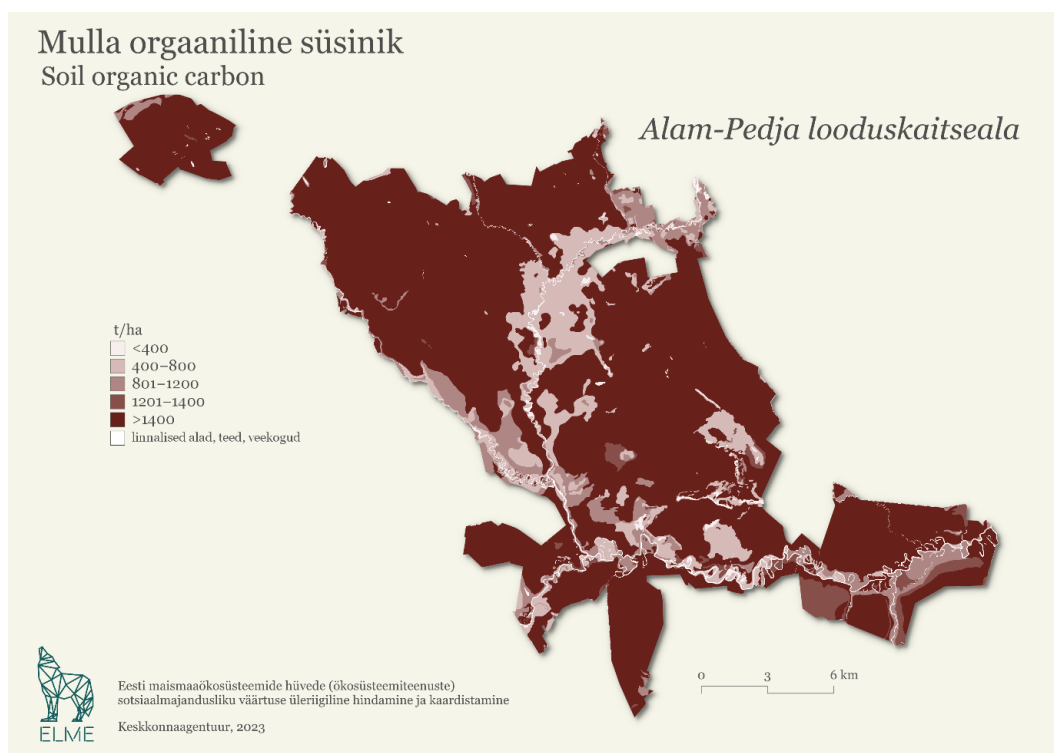 Mulla orgaaniline süsinik
Soil organic carbon
Alam-Pedja looduskaitseala
t/ha
<400
400–800
801–1200
1201–1400
>1400
linnalised alad, teed, veekogud
0 3 6 km
Eesti maismaaökosüsteemide hüvede (ökosüsteemiteenuste)
sotsiaalmajandusliku väärtuse üleriigiline hindamine ja kaardistamine
Keskkonnaagentuur, 2023
ELME